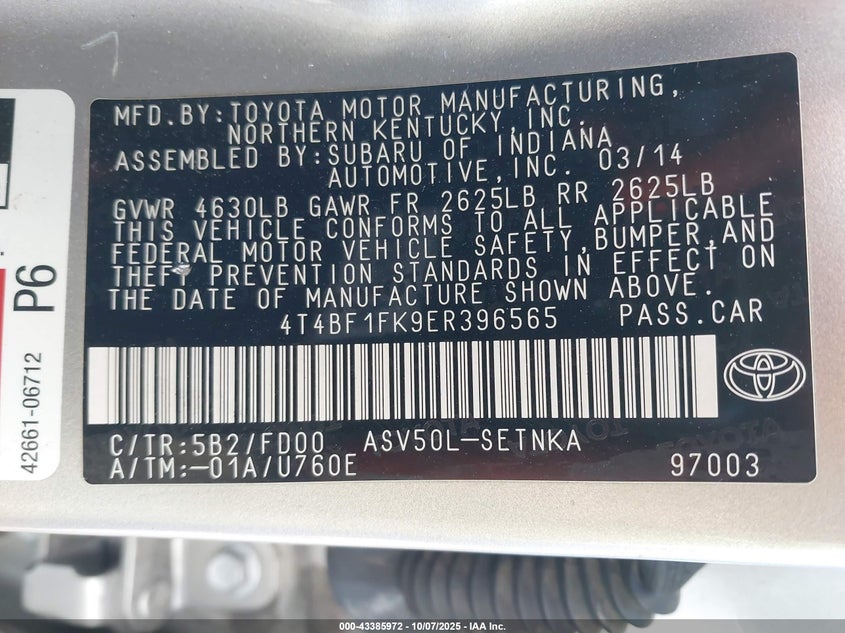 MFD.BY:TOYOTA MOTOR MANUFACTURING,
NORTHERN KENTUCKY,INC.
ASSEMBLED BY:SUBARU OF INDIANA
AUTOMOTIVE,INC. 03/14
GVWR 4630LB GAWR FR 2625LB RR 2625LB
THIS VEHICLE CONFORMS TO ALL APPLICABLE
FEDERAL MOTOR VEHICLE SAFETY,BUMPER,AND
THEFT PREVENTION STANDARDS IN EFFECT ON
THE DATE OF MANUFACTURE SHOWN ABOVE.
4T4BF1FK9ER396565 PASS.CAR
C/TR:5B2/FD00 ASV50L-SETNKA
A/TM:-01A/U760E 97003
P6
42661-06712
000-43385972 | 10/07/2025 - IAA Inc.